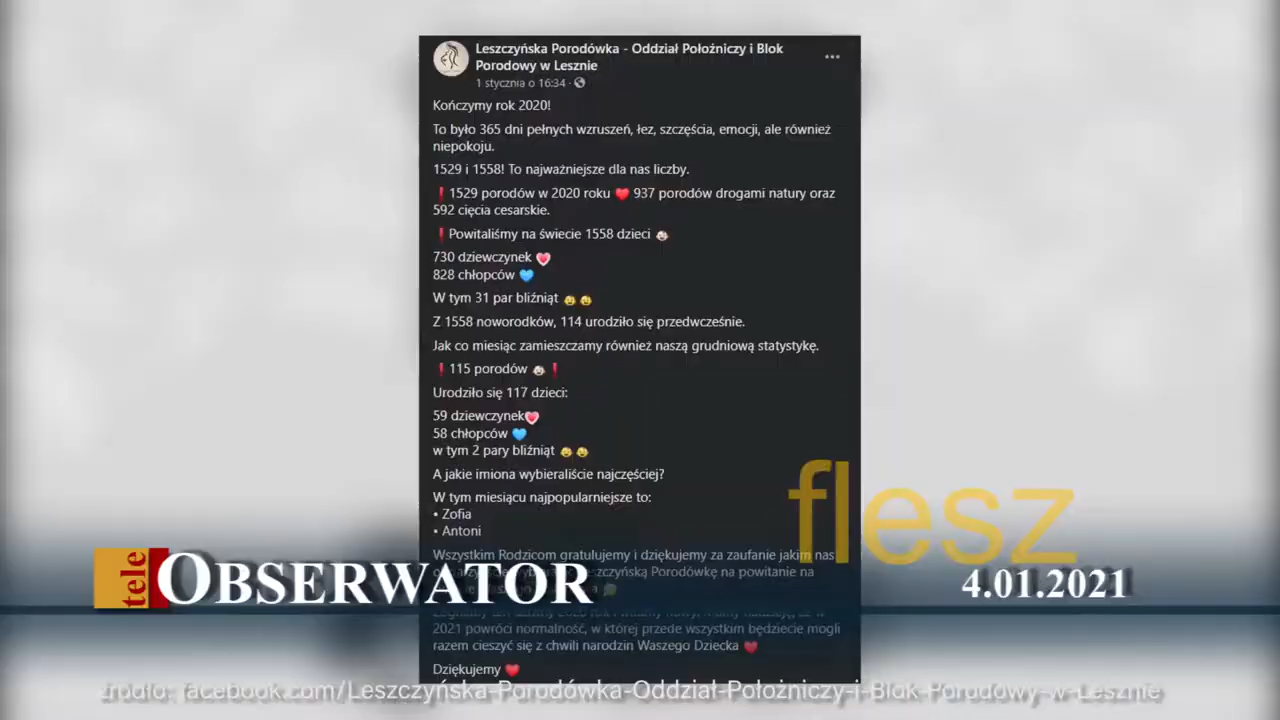 Leszczyńska Porodówka - Oddział Położniczy i Blok
Porodowy w Lesznie
1 stycznia o 16:34 ·
Kończymy rok 2020!
To było 365 dni pełnych wzruszeń, łez, szczęścia, emocji, ale również
niepokoju.
1529 i 1558! To najważniejsze dla nas liczby.
❗1529 porodów w 2020 roku ❤️ 937 porodów drogami natury oraz
592 cięcia cesarskie.
❗Powitaliśmy na świecie 1558 dzieci 👶
730 dziewczynek 💗
828 chłopców 💙
W tym 31 par bliźniąt
Z 1558 noworodków, 114 urodziło się przedwcześnie.
Jak co miesiąc zamieszczamy również naszą grudniową statystykę.
❗115 porodów 👶❗
Urodziło się 117 dzieci:
59 dziewczynek💗
58 chłopców 💙
w tym 2 pary bliźniąt
A jakie imiona wybieraliście najczęściej?
W tym miesiącu najpopularniejsze to:
• Zofia
• Antoni
Wszystkim Rodzicom gratulujemy i dziękujemy za zaufanie jakim nas
Porodówkę na powitanie na
2021 powróci normalność, w której przede wszystkim będziecie mogli
razem cieszyć się z chwili narodzin Waszego Dziecka ❤️
Dziękujemy ❤️
flesz
tele
OBSERWATOR
4.01.2021
źródło: facebook.com/Leszczyńska-Porodówka-Oddział-Położniczy-i-Blok-Porodowy-w-Lesznie